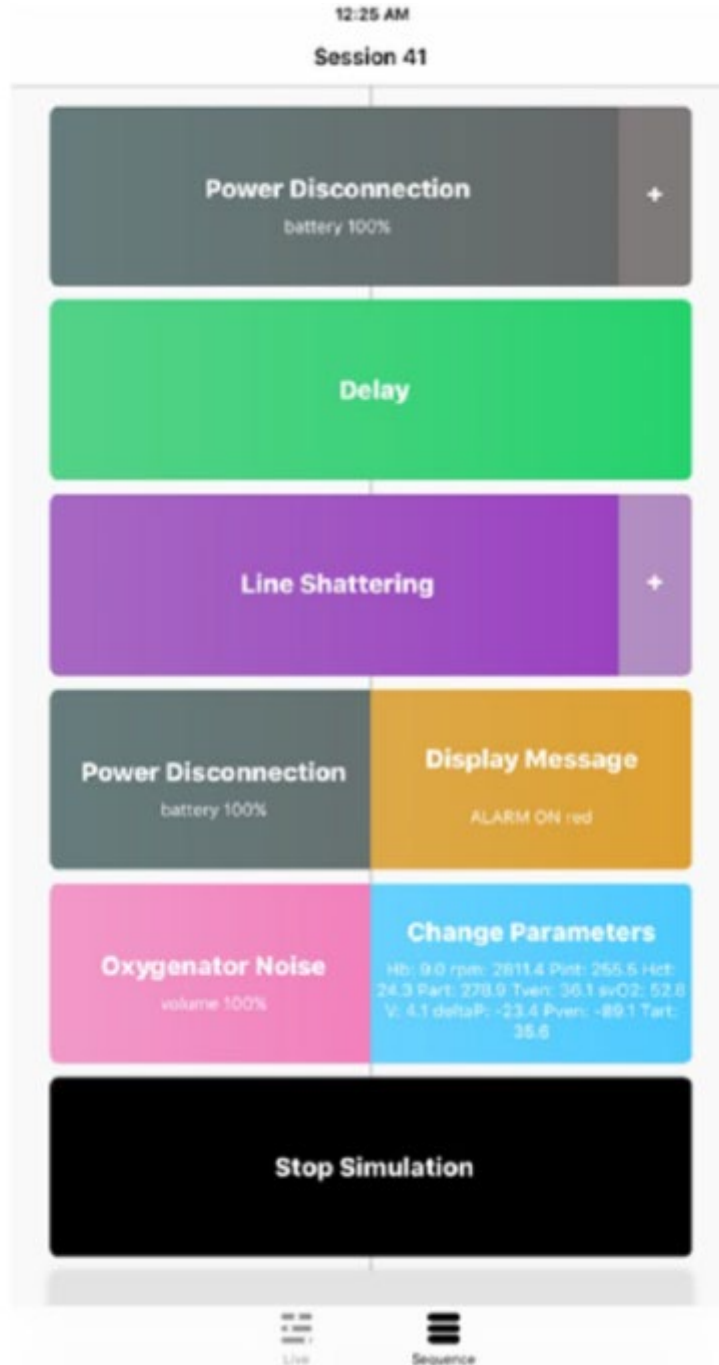 12:25 AM
Session 41
Power Disconnection
battery 100%
+
Delay
Line Shattering
+
Power Disconnection
battery 100%
Display Message
ALARM ON red
Oxygenator Noise
volume 100%
Change Parameters
Hb: 9.0 rpm: 2811.4 Pint: 255.5 Hct:
24.3 Part: 278.9 Tven: 36.1 svO2: 52.6
V: 4.1 deltaP: -23.4 Pven: -89.1 Tart:
35.6
Stop Simulation
Live
Sequence